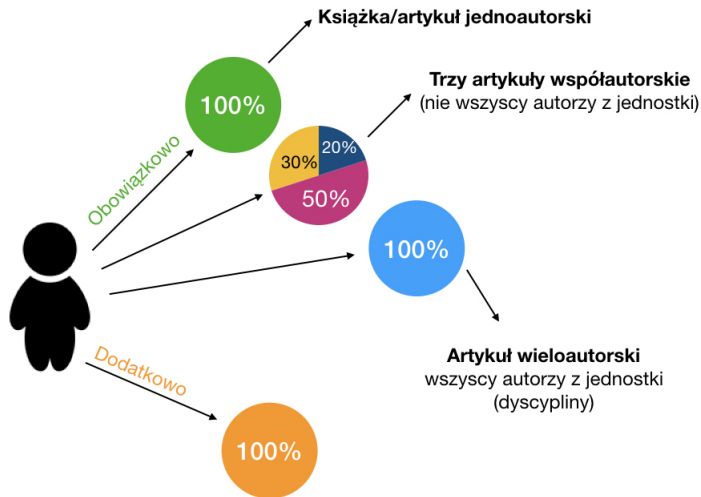 Książka/artykuł jednoautorski
100%
Trzy artykuły współautorskie
(nie wszyscy autorzy z jednostki)
20%
30%
50%
Obowiązkowo
100%
Artykuł wieloautorski
wszyscy autorzy z jednostki
(dyscypliny)
Dodatkowo
100%